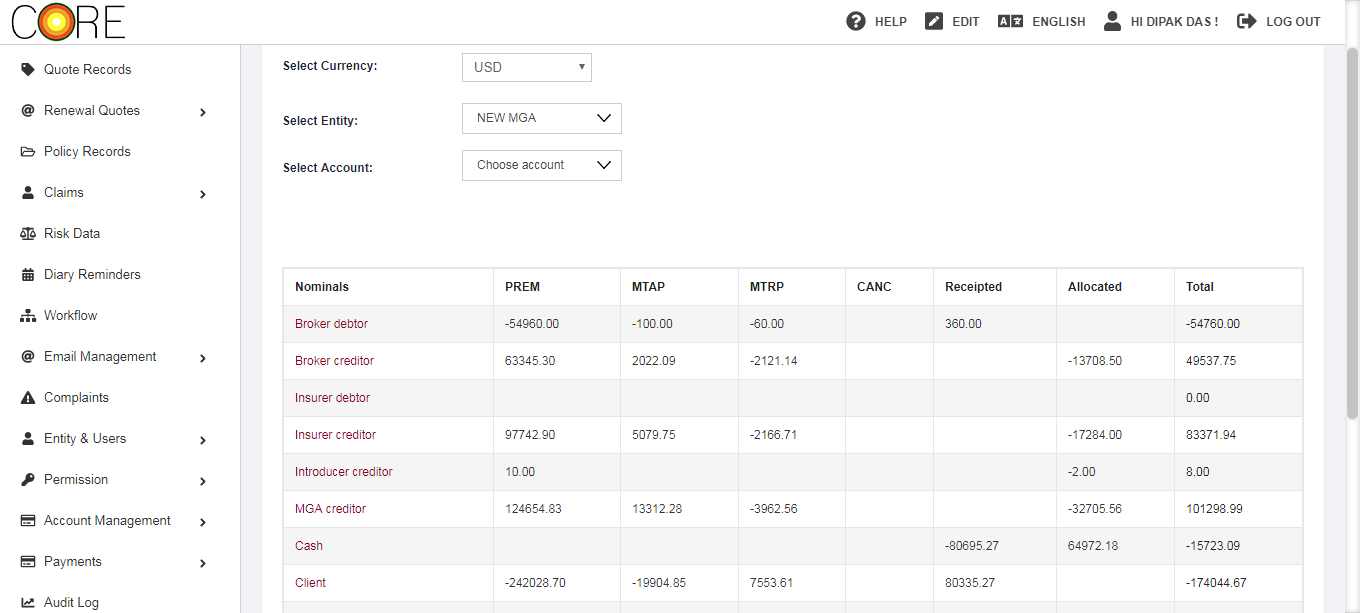 CORE
HELP EDIT ENGLISH HI DIPAK DAS ! LOG OUT
Quote Records
Renewal Quotes
Policy Records
Claims
Risk Data
Diary Reminders
Workflow
Email Management
Complaints
Entity & Users
Permission
Account Management
Payments
Audit Log
Select Currency: USD
Select Entity: NEW MGA
Select Account: Choose account
Nominals PREM MTAP MTRP CANC Receipted Allocated Total
Broker debtor -54960.00 -100.00 -60.00 360.00 -54760.00
Broker creditor 63345.30 2022.09 -2121.14 -13708.50 49537.75
Insurer debtor 0.00
Insurer creditor 97742.90 5079.75 -2166.71 -17284.00 83371.94
Introducer creditor 10.00 -2.00 8.00
MGA creditor 124654.83 13312.28 -3962.56 -32705.56 101298.99
Cash -80695.27 64972.18 -15723.09
Client -242028.70 -19904.85 7553.61 80335.27 -174044.67